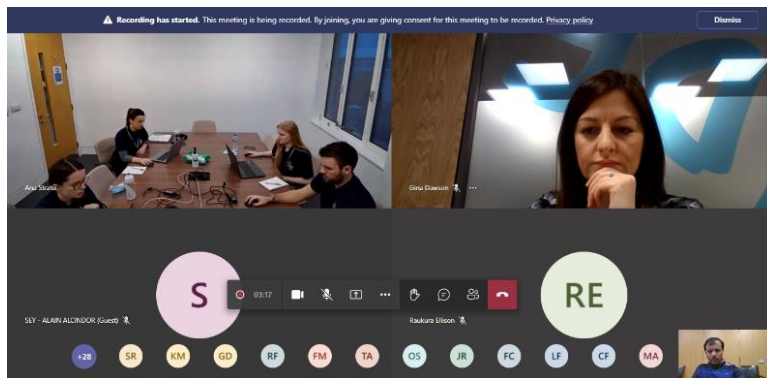 Recording has started. This meeting is being recorded. By joining, you are giving consent for this meeting to be recorded. Privacy policy
Dismiss
Ana Stratu
Gina Dawson
S
03:17
RE
SEY - ALAIN ALCINDOR (Guest)
Raukura Ellison
+28
SR
KM
GD
RF
FM
TA
OS
JR
FC
LF
CF
MA